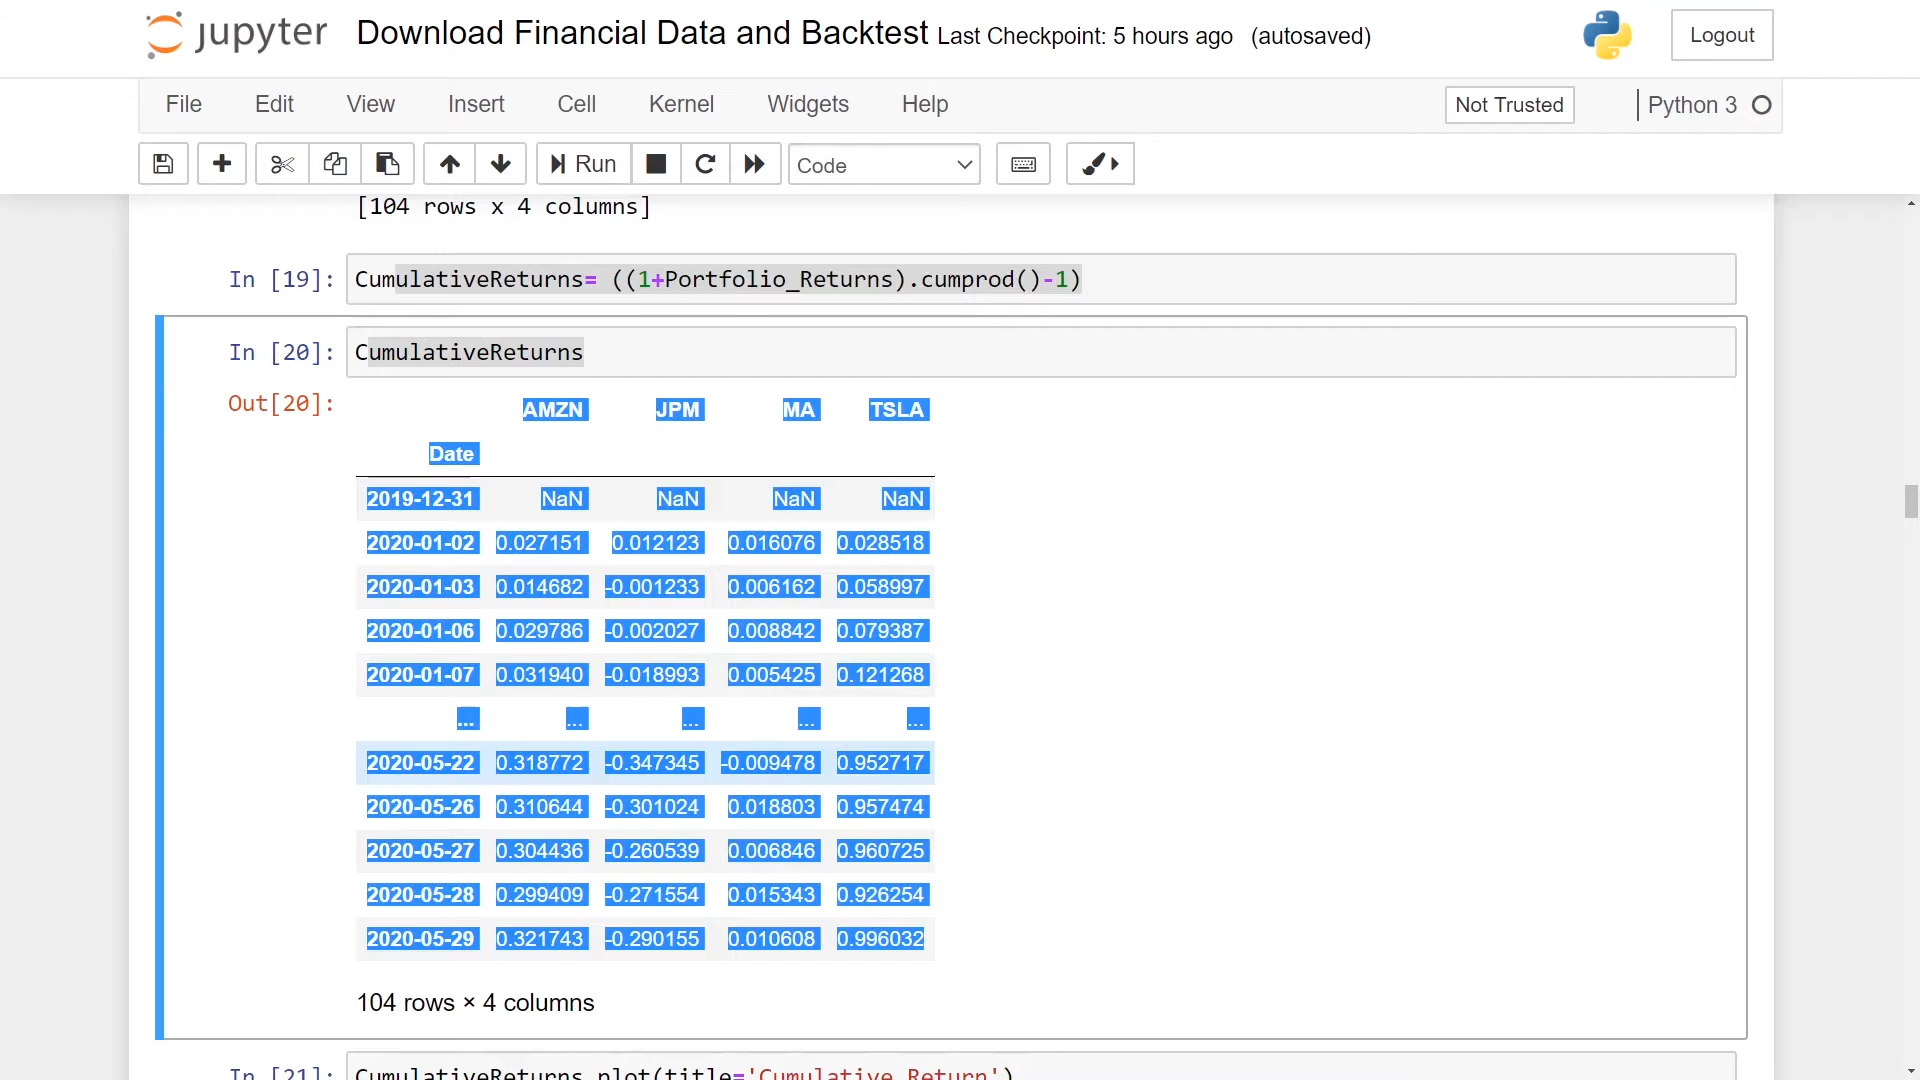 jupyter Download Financial Data and Backtest Last Checkpoint: 5 hours ago (autosaved) Logout
File Edit View Insert Cell Kernel Widgets Help Not Trusted Python 3
Run Code
[104 rows x 4 columns]
In [19]: CumulativeReturns= ((1+Portfolio_Returns).cumprod()-1)
In [20]: CumulativeReturns
Out[20]:
AMZN JPM MA TSLA
Date
2019-12-31 NaN NaN NaN NaN
2020-01-02 0.027151 0.012123 0.016076 0.028518
2020-01-03 0.014682 -0.001233 0.006162 0.058997
2020-01-06 0.029786 -0.002027 0.008842 0.079387
2020-01-07 0.031940 -0.018993 0.005425 0.121268
... ... ... ... ...
2020-05-22 0.318772 -0.347345 -0.009478 0.952717
2020-05-26 0.310644 -0.301024 0.018803 0.957474
2020-05-27 0.304436 -0.260539 0.006846 0.960725
2020-05-28 0.299409 -0.271554 0.015343 0.926254
2020-05-29 0.321743 -0.290155 0.010608 0.996032
104 rows × 4 columns
In [21]: CumulativeReturns.plot(title='Cumulative Return')